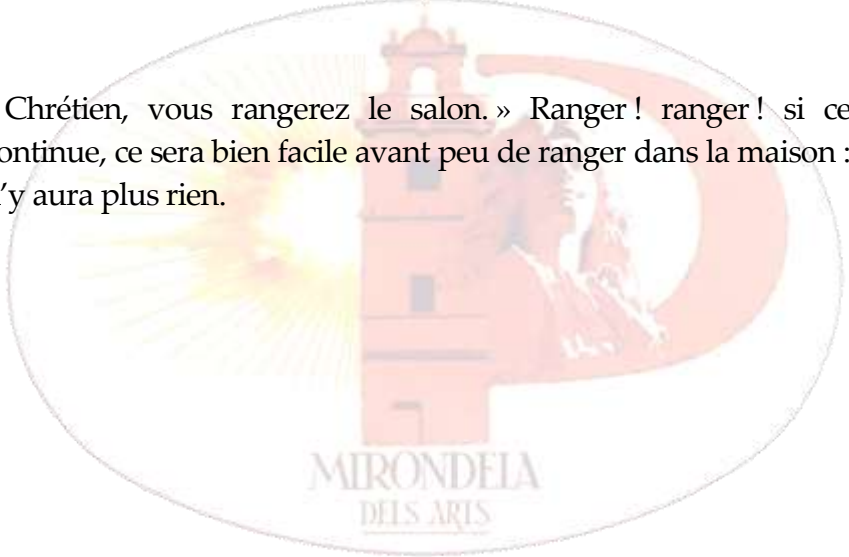 Chrétien, vous rangerez le salon. » Ranger ! ranger ! si ce
ontinue, ce sera bien facile avant peu de ranger dans la maison :
'y aura plus rien.
MIRONDELA
DELS ARTS